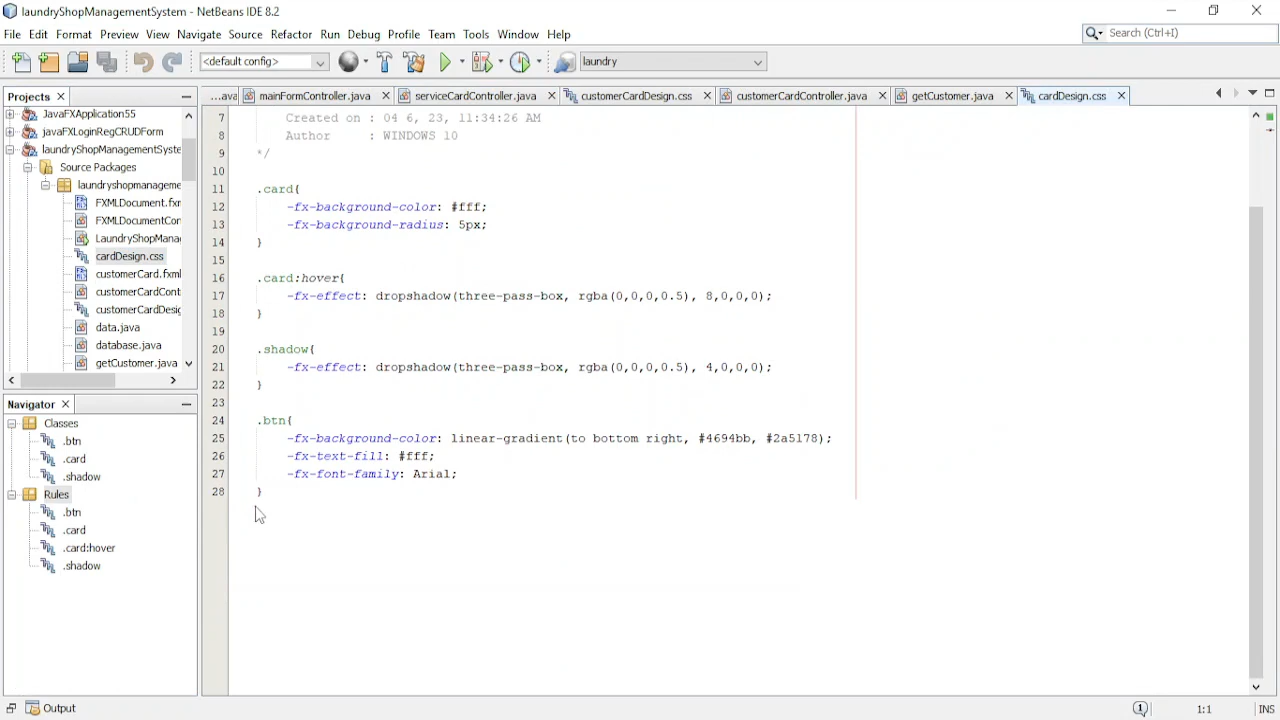 laundryShopManagementSystem - NetBeans IDE 8.2
File Edit Format Preview View Navigate Source Refactor Run Debug Profile Team Tools Window Help
Search (Ctrl+I)
<default config>
laundry
Projects
...ava mainFormController.java serviceCardController.java customerCardDesign.css customerCardController.java getCustomer.java cardDesign.css
JavaFXApplication55
javaFXLoginRegCRUDForm
laundryShopManagementSyste
Source Packages
laundryshopmanageme
FXMLDocument.fxn
FXMLDocumentCon
LaundryShopMana
cardDesign.css
customerCard.fxml
customerCardCont
customerCardDesig
data.java
database.java
getCustomer.java
7 Created on : 04 6, 23, 11:34:26 AM
8 Author : WINDOWS 10
9 */
10
11 .card{
12 -fx-background-color: #fff;
13 -fx-background-radius: 5px;
14 }
15
16 .card:hover{
17 -fx-effect: dropshadow(three-pass-box, rgba(0,0,0,0.5), 8,0,0,0);
18 }
19
20 .shadow{
21 -fx-effect: dropshadow(three-pass-box, rgba(0,0,0,0.5), 4,0,0,0);
22 }
23
24 .btn{
25 -fx-background-color: linear-gradient(to bottom right, #4694bb, #2a5178);
26 -fx-text-fill: #fff;
27 -fx-font-family: Arial;
28 }
Navigator
Classes
.btn
.card
.shadow
Rules
.btn
.card
.card:hover
.shadow
Output
1
1:1
INS